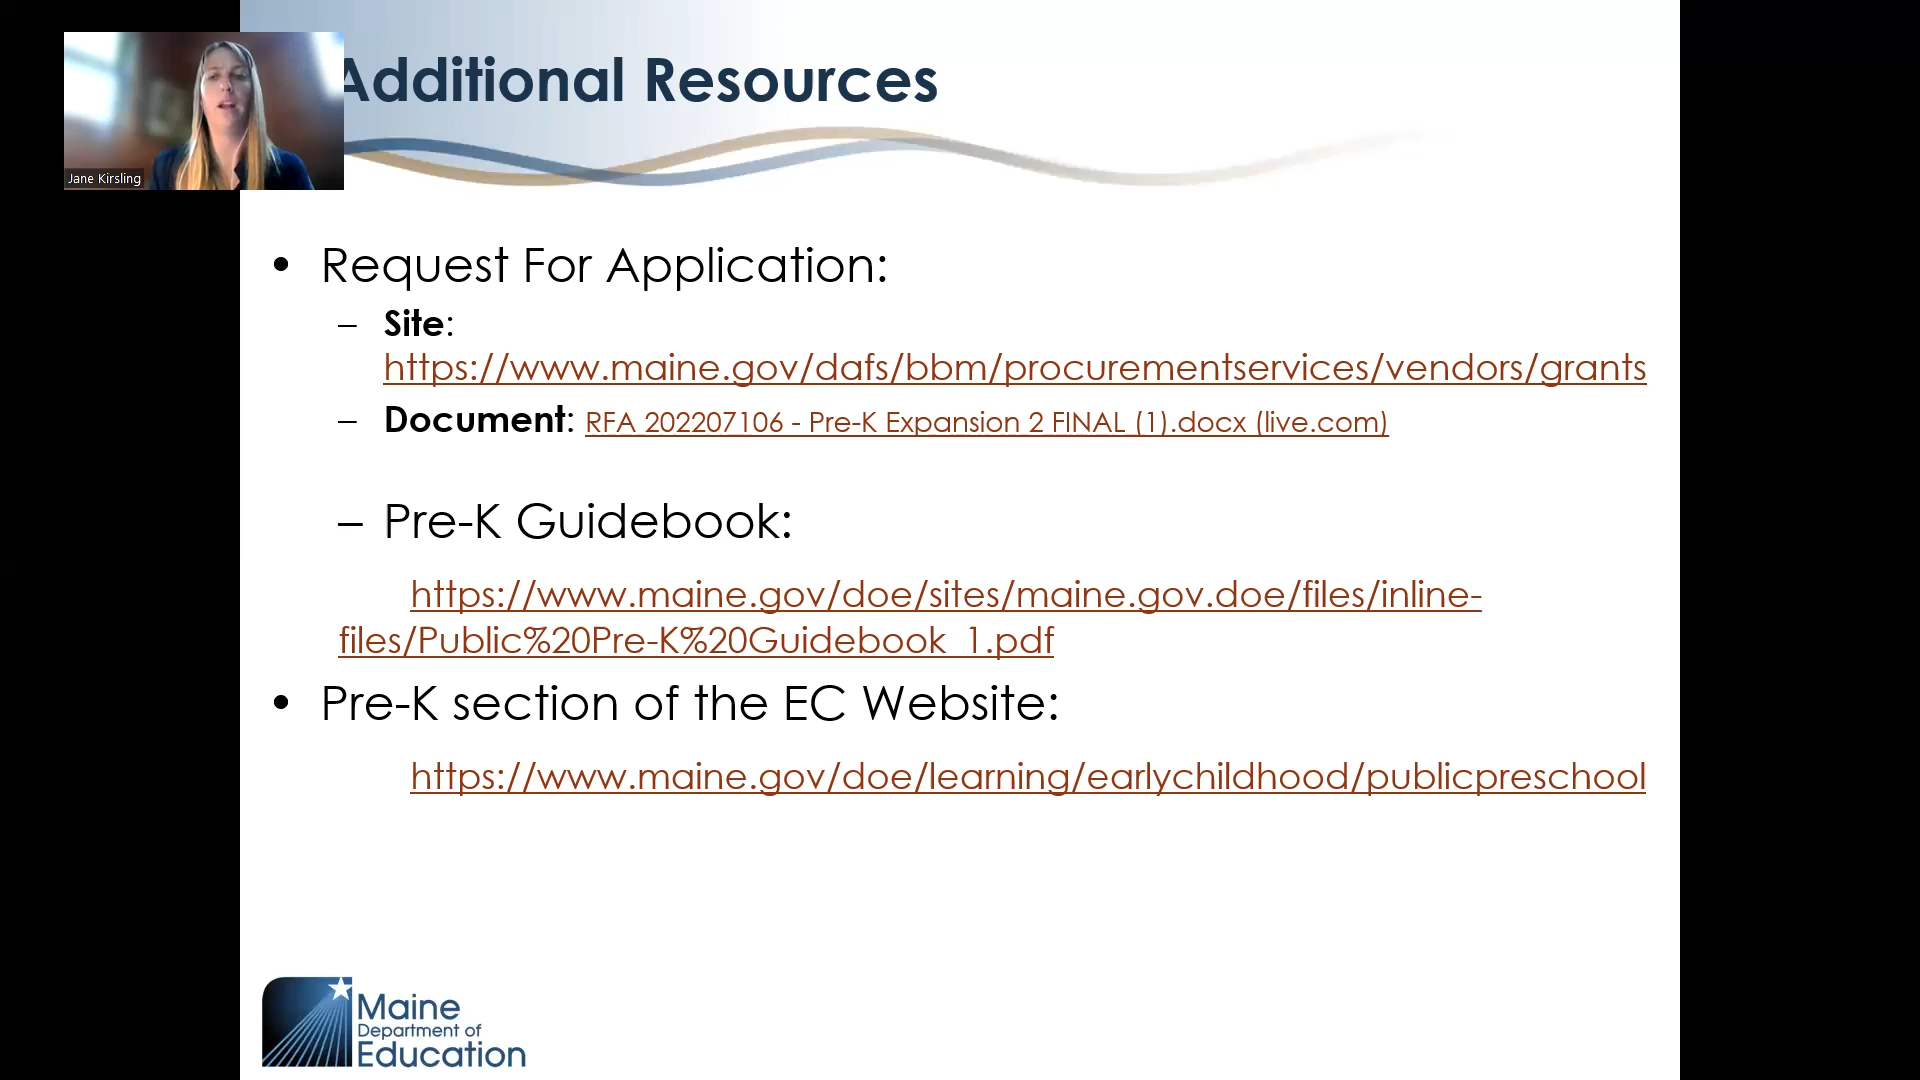 Additional Resources
Jane Kirsling
• Request For Application:
– Site:
https://www.maine.gov/dafs/bbm/procurementservices/vendors/grants
– Document: RFA 202207106 - Pre-K Expansion 2 FINAL (1).docx (live.com)
– Pre-K Guidebook:
https://www.maine.gov/doe/sites/maine.gov.doe/files/inline-
files/Public%20Pre-K%20Guidebook_1.pdf
• Pre-K section of the EC Website:
https://www.maine.gov/doe/learning/earlychildhood/publicpreschool
Maine
Department of
Education